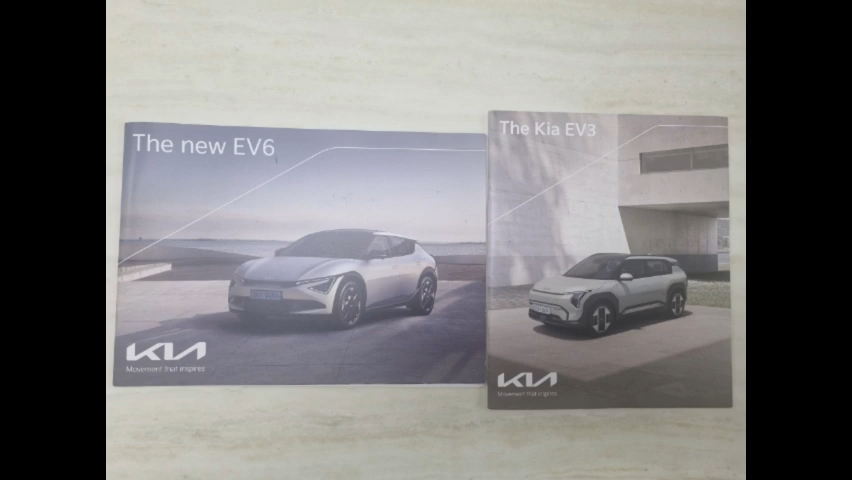 The new EV6
KIA
Movement that inspires
The Kia EV3
KIA
Movement that inspires